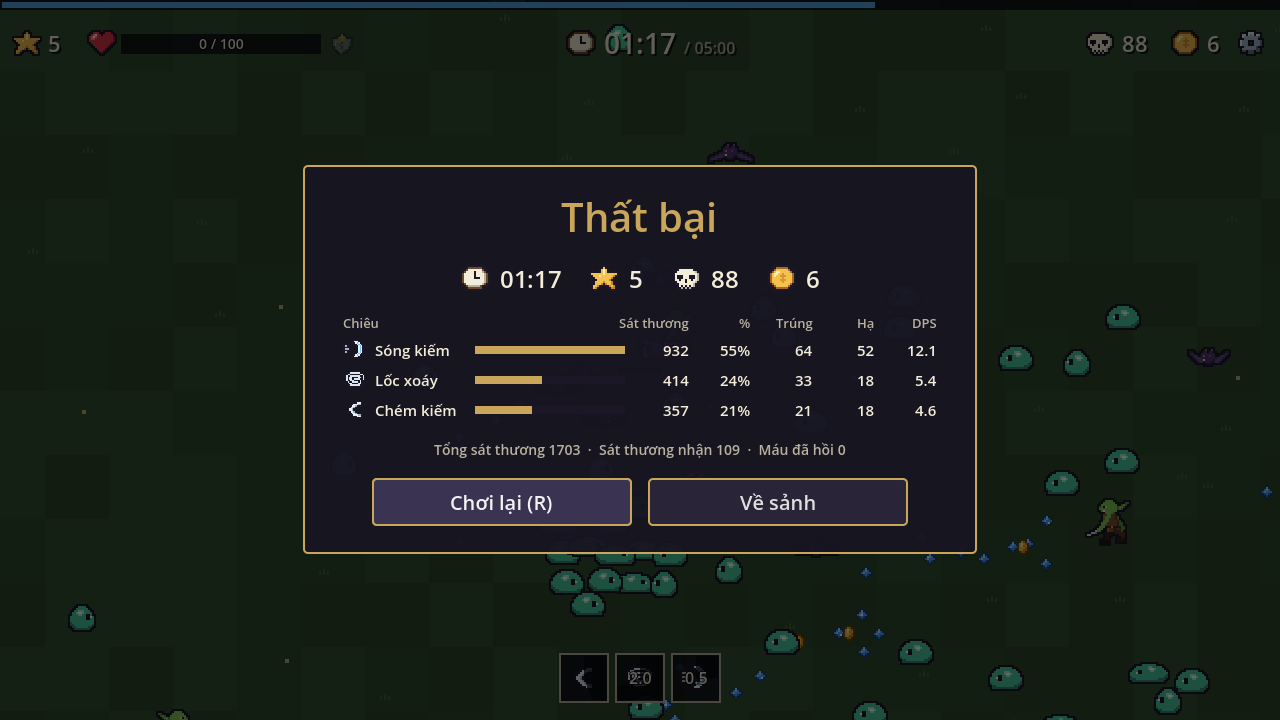 5 0 / 100 01:17 / 05:00 88 6
Thất bại
01:17 5 88 6
Chiêu Sát thương % Trúng Hạ DPS
Sóng kiếm 932 55% 64 52 12.1
Lốc xoáy 414 24% 33 18 5.4
Chém kiếm 357 21% 21 18 4.6
Tổng sát thương 1703 · Sát thương nhận 109 · Máu đã hồi 0
Chơi lại (R) Về sảnh
2.0 0.5